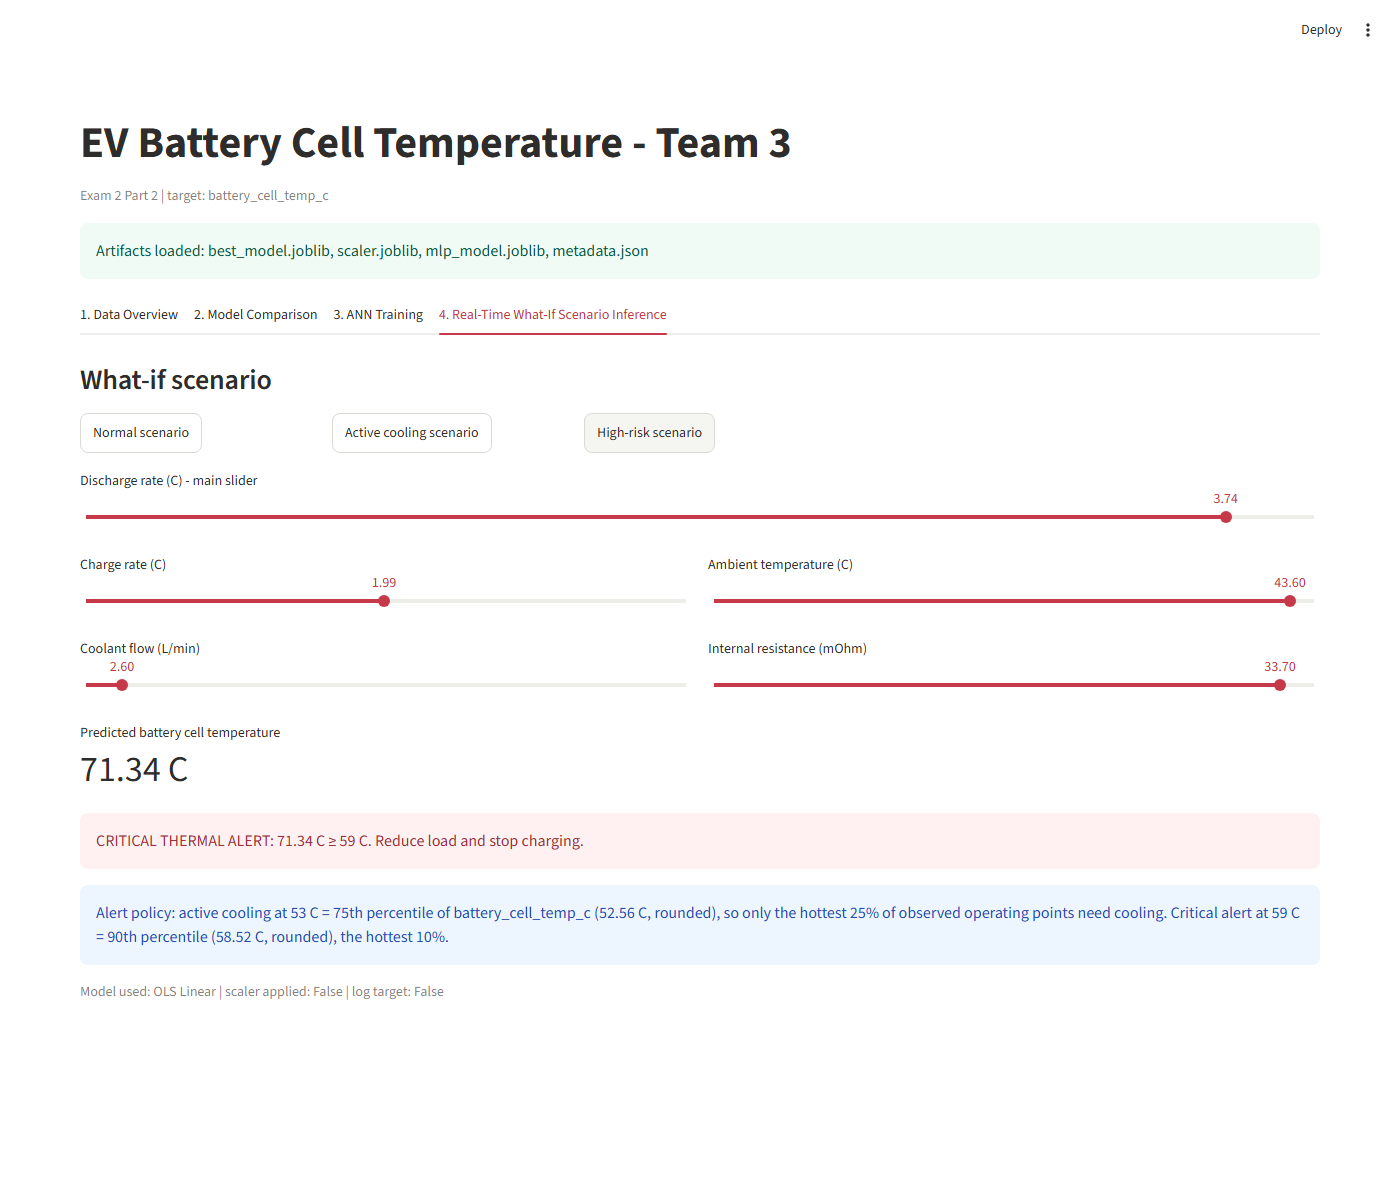 Deploy
EV Battery Cell Temperature - Team 3
Exam 2 Part 2 | target: battery_cell_temp_c
Artifacts loaded: best_model.joblib, scaler.joblib, mlp_model.joblib, metadata.json
1. Data Overview 2. Model Comparison 3. ANN Training 4. Real-Time What-If Scenario Inference
What-if scenario
Normal scenario Active cooling scenario High-risk scenario
Discharge rate (C) - main slider
3.74
Charge rate (C) Ambient temperature (C)
1.99 43.60
Coolant flow (L/min) Internal resistance (mOhm)
2.60 33.70
Predicted battery cell temperature
71.34 C
CRITICAL THERMAL ALERT: 71.34 C ≥ 59 C. Reduce load and stop charging.
Alert policy: active cooling at 53 C = 75th percentile of battery_cell_temp_c (52.56 C, rounded), so only the hottest 25% of observed operating points need cooling. Critical alert at 59 C
= 90th percentile (58.52 C, rounded), the hottest 10%.
Model used: OLS Linear | scaler applied: False | log target: False